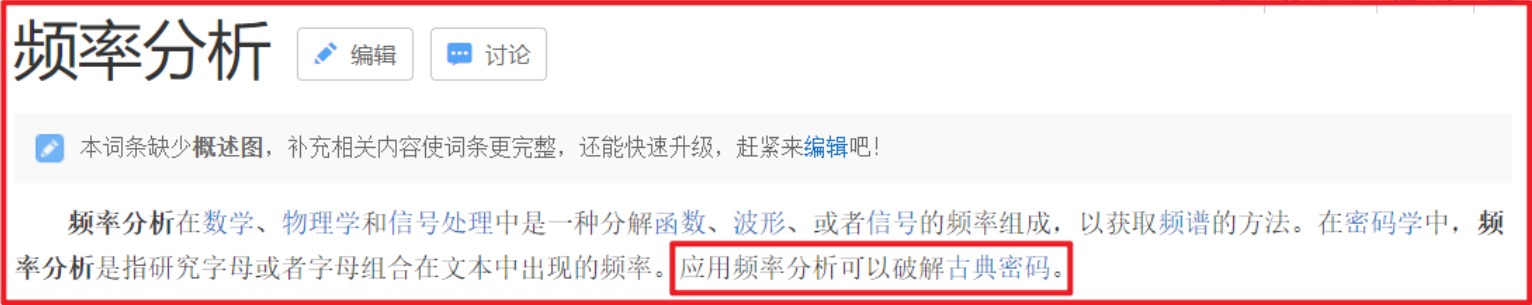 频率分析 编辑 讨论
本词条缺少概述图，补充相关内容使词条更完整，还能快速升级，赶紧来编辑吧！
频率分析在数学、物理学和信号处理中是一种分解函数、波形、或者信号的频率组成，以获取频谱的方法。在密码学中，频
率分析是指研究字母或者字母组合在文本中出现的频率。应用频率分析可以破解古典密码。